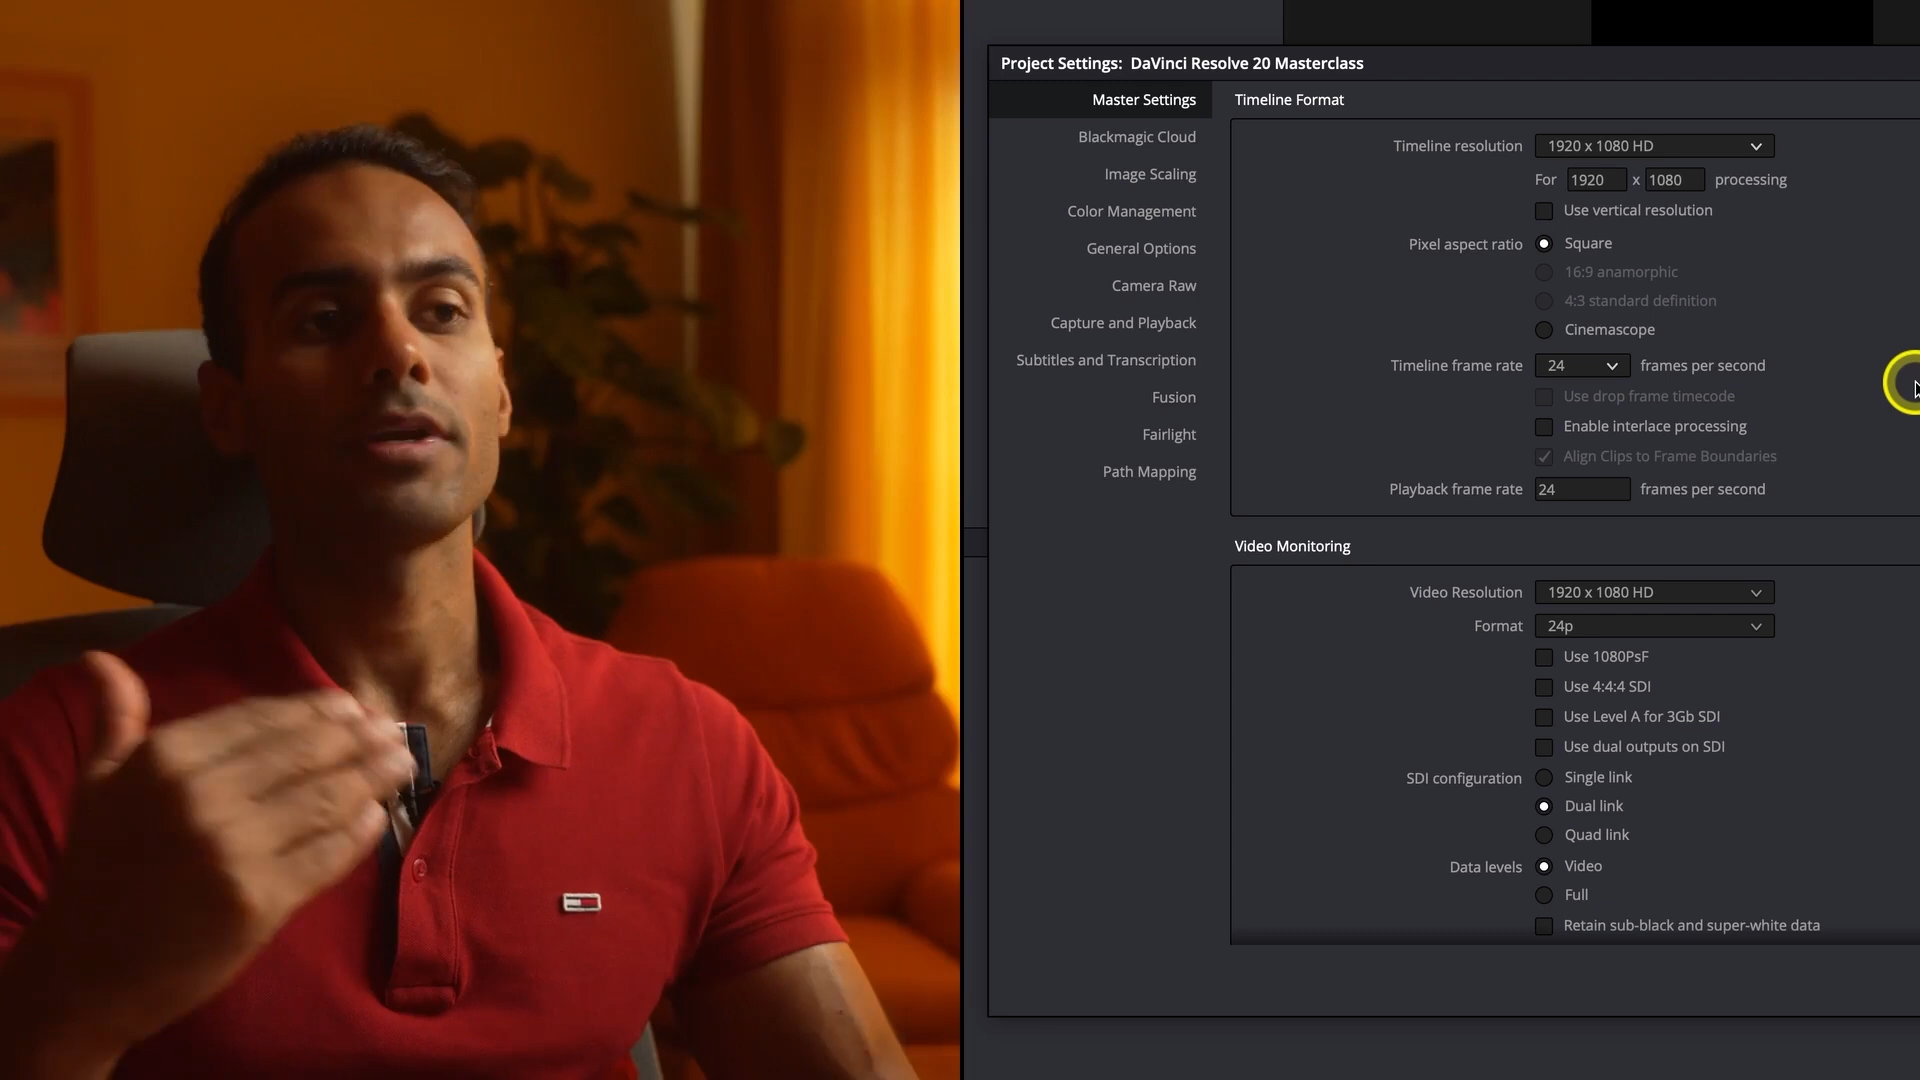 Project Settings: DaVinci Resolve 20 Masterclass
Master Settings
Blackmagic Cloud
Image Scaling
Color Management
General Options
Camera Raw
Capture and Playback
Subtitles and Transcription
Fusion
Fairlight
Path Mapping
Timeline Format
Timeline resolution 1920 x 1080 HD
For 1920 x 1080 processing
Use vertical resolution
Pixel aspect ratio Square
16:9 anamorphic
4:3 standard definition
Cinemascope
Timeline frame rate 24 frames per second
Use drop frame timecode
Enable interlace processing
Align Clips to Frame Boundaries
Playback frame rate 24 frames per second
Video Monitoring
Video Resolution 1920 x 1080 HD
Format 24p
Use 1080PsF
Use 4:4:4 SDI
Use Level A for 3Gb SDI
Use dual outputs on SDI
SDI configuration Single link
Dual link
Quad link
Data levels Video
Full
Retain sub-black and super-white data